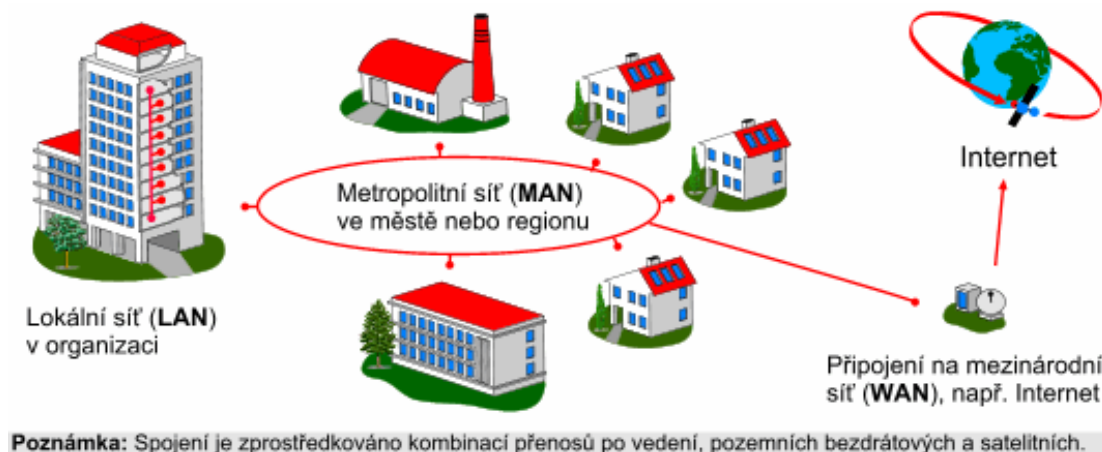 Metropolitní síť (MAN)
ve městě nebo regionu
Internet
Lokální síť (LAN)
v organizaci
Připojení na mezinárodní
síť (WAN), např. Internet
Poznámka: Spojení je zprostředkováno kombinací přenosů po vedení, pozemních bezdrátových a satelitních.